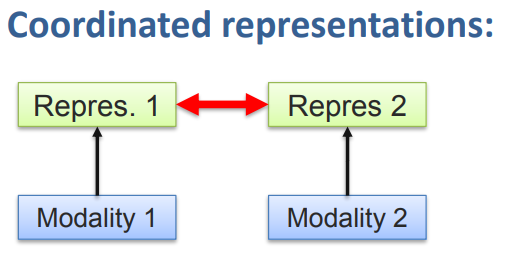 Coordinated representations:
Repres. 1
Repres 2
Modality 1
Modality 2